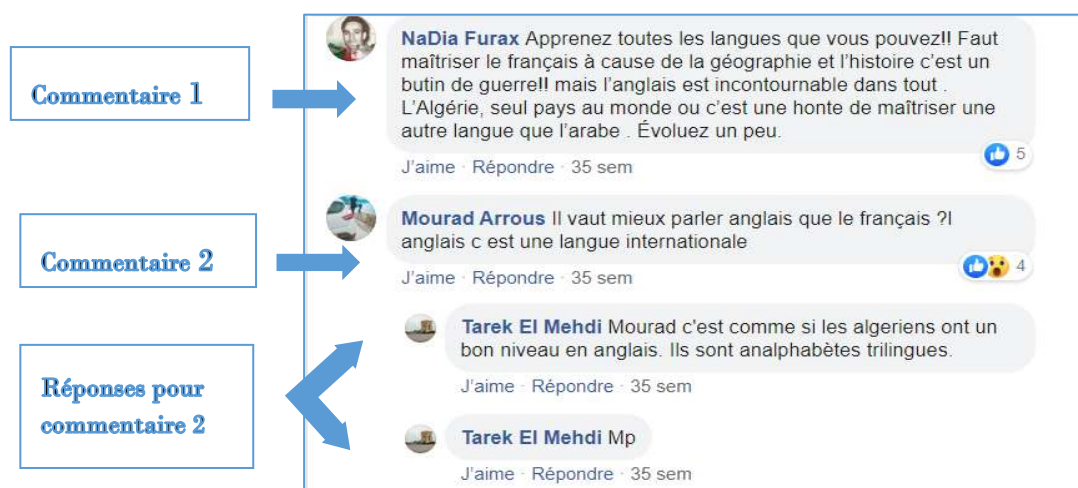 Commentaire 1
NaDia Furax Apprenez toutes les langues que vous pouvez!! Faut
maîtriser le français à cause de la géographie et l'histoire c'est un
butin de guerre!! mais l'anglais est incontournable dans tout .
L'Algérie, seul pays au monde ou c'est une honte de maîtriser une
autre langue que l'arabe . Évoluez un peu.
5
J'aime · Répondre · 35 sem
Commentaire 2
Mourad Arrous Il vaut mieux parler anglais que le français ?l
anglais c est une langue internationale
4
J'aime · Répondre · 35 sem
Réponses pour
commentaire 2
Tarek El Mehdi Mourad c'est comme si les algeriens ont un
bon niveau en anglais. Ils sont analphabètes trilingues.
J'aime · Répondre · 35 sem
Tarek El Mehdi Mp
J'aime · Répondre · 35 sem